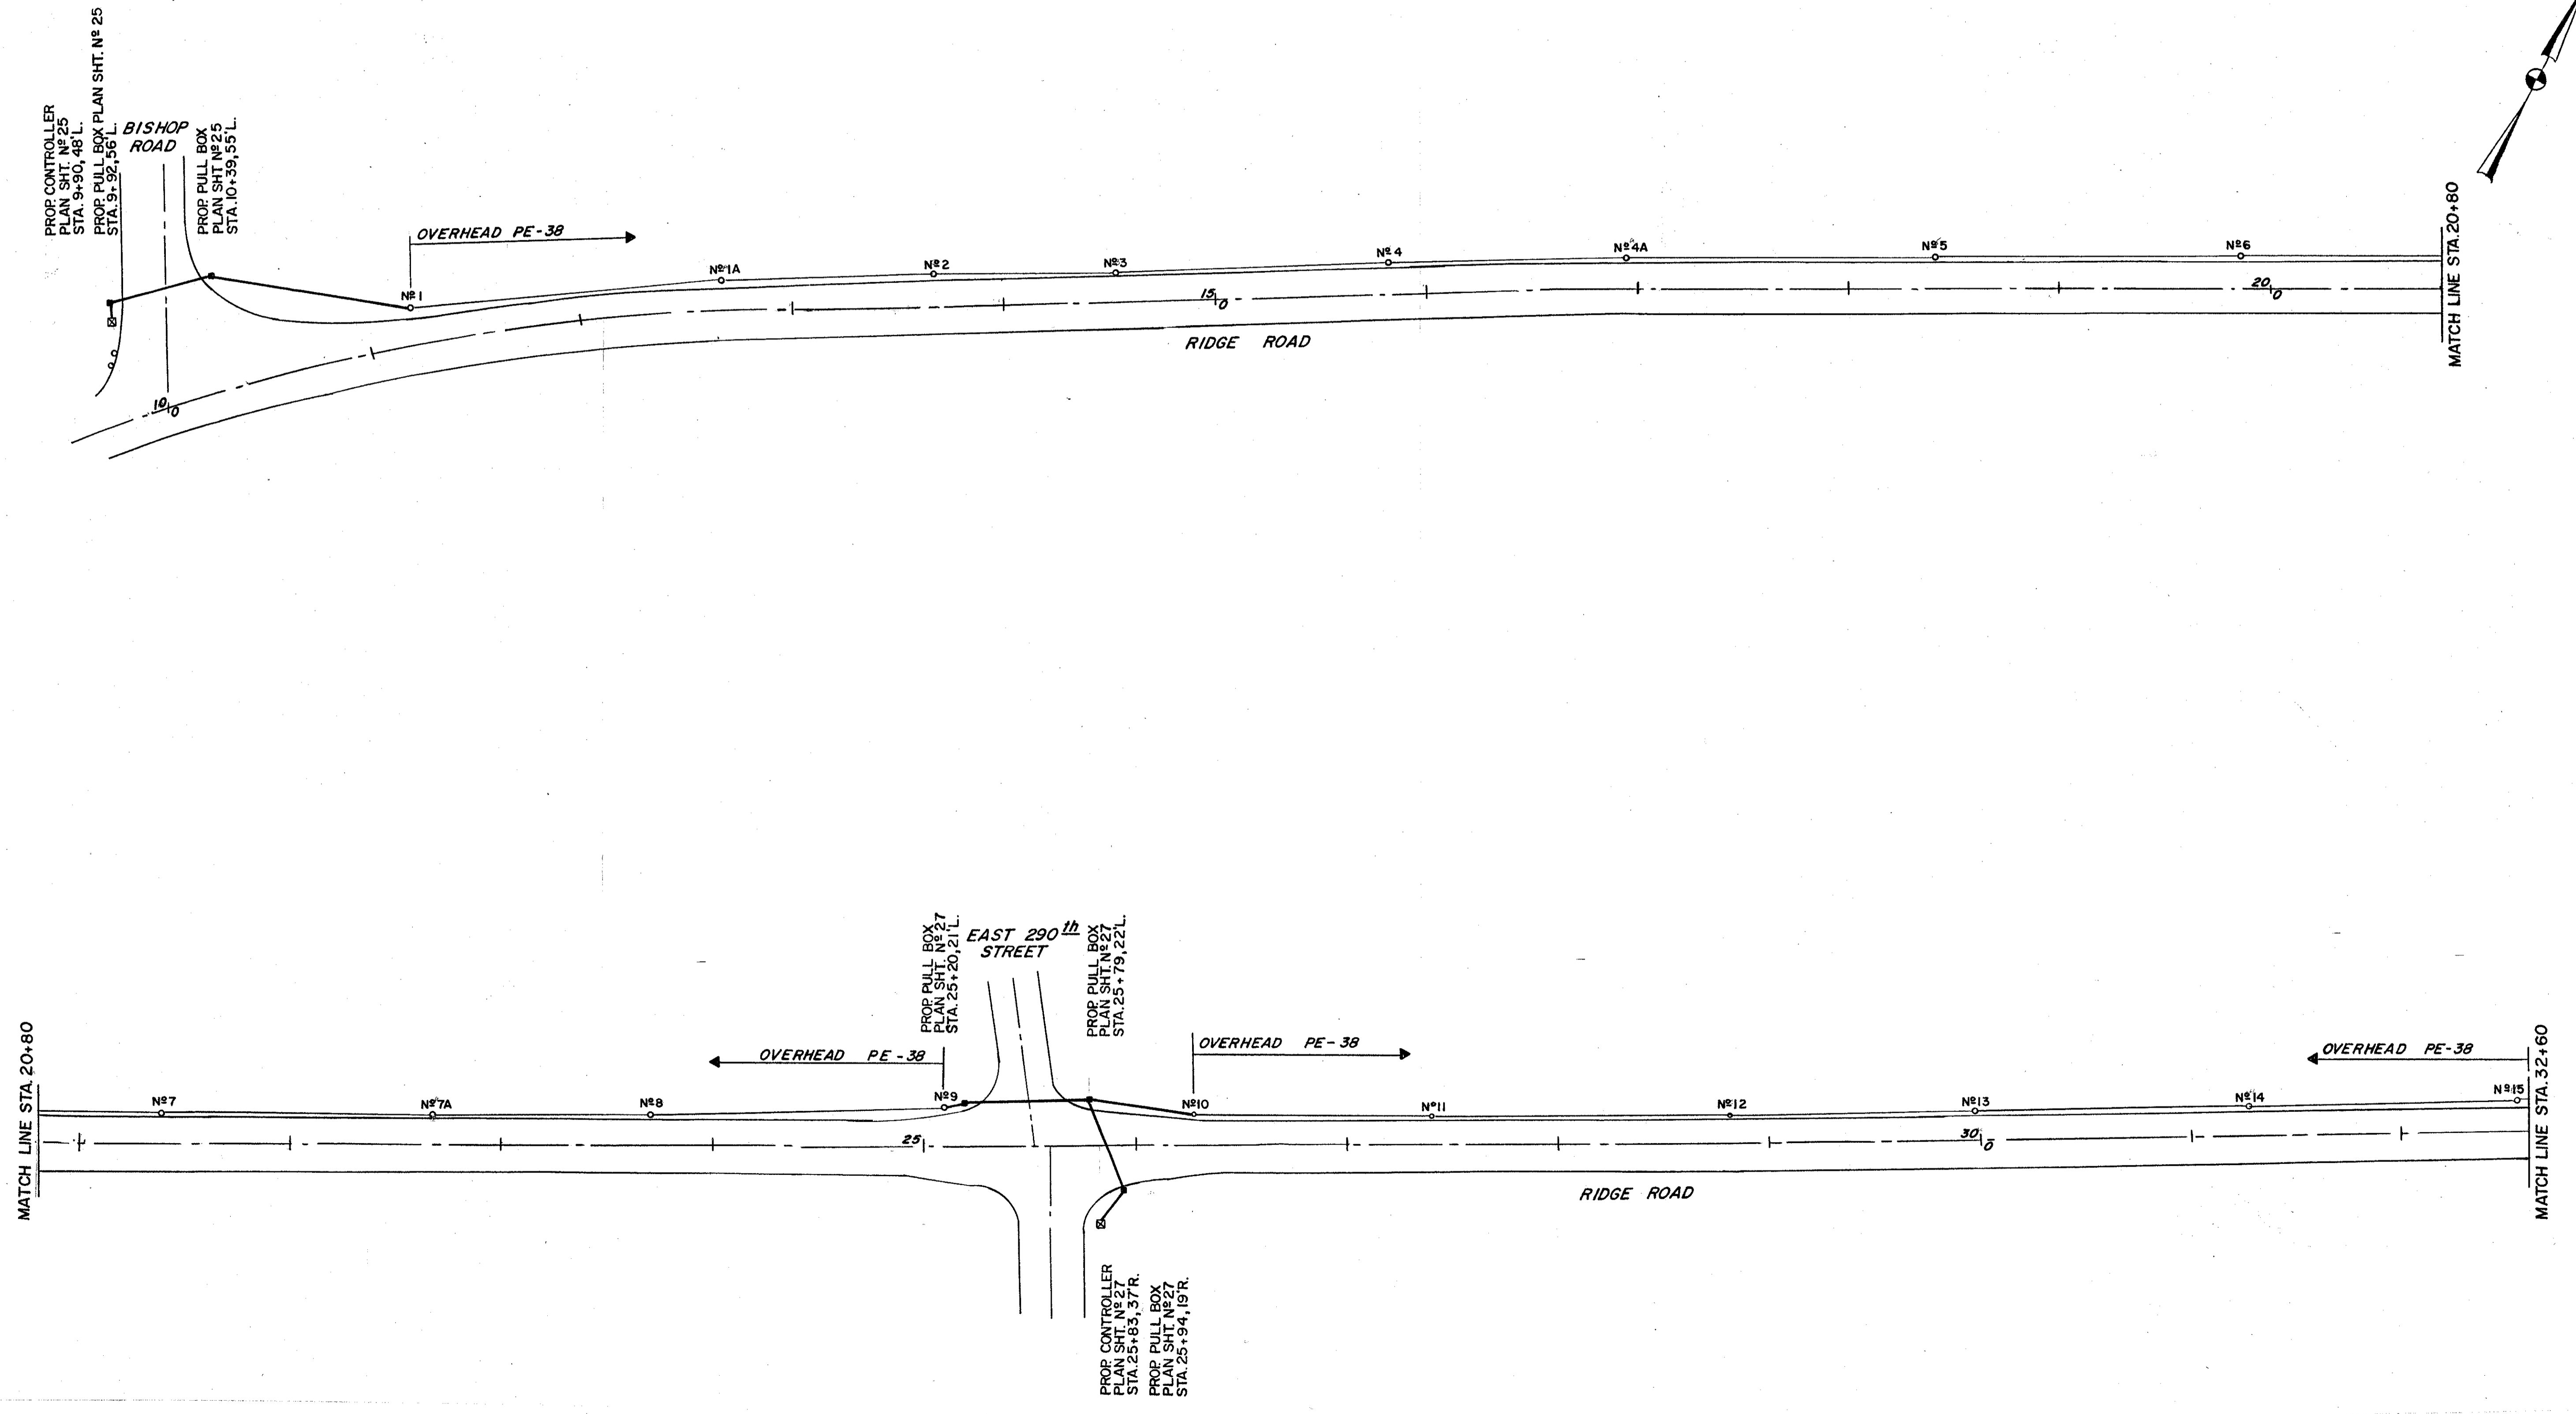 PROP. CONTROLLER
PLAN SHT. Nº 25
STA. 9+90, 48'L.
PROP. PULL BOX PLAN SHT. Nº 25
STA. 9+92, 56'L.
BISHOP
ROAD
PROP. PULL BOX
PLAN SHT Nº 25
STA. 10+39, 55'L.
OVERHEAD PE-38
Nº 1
Nº 1A
Nº 2
Nº 3
Nº 4
Nº 4A
Nº 5
Nº 6
10
0
15
0
20
0
RIDGE ROAD
MATCH LINE STA. 20+80
MATCH LINE STA. 20+80
Nº 7
Nº 7A
Nº 8
OVERHEAD PE-38
Nº 9
PROP. PULL BOX
PLAN SHT. Nº 27
STA. 25+20, 21'L.
EAST 290th
STREET
PROP. PULL BOX
PLAN SHT. Nº 27
STA. 25+79, 22'L.
OVERHEAD PE-38
Nº 10
Nº 11
Nº 12
Nº 13
Nº 14
Nº 15
OVERHEAD PE-38
25
30
0
RIDGE ROAD
MATCH LINE STA. 32+60
PROP. CONTROLLER
PLAN SHT. Nº 27
STA. 25+83, 37'R.
PROP. PULL BOX
PLAN SHT. Nº 27
STA. 25+94, 19'R.